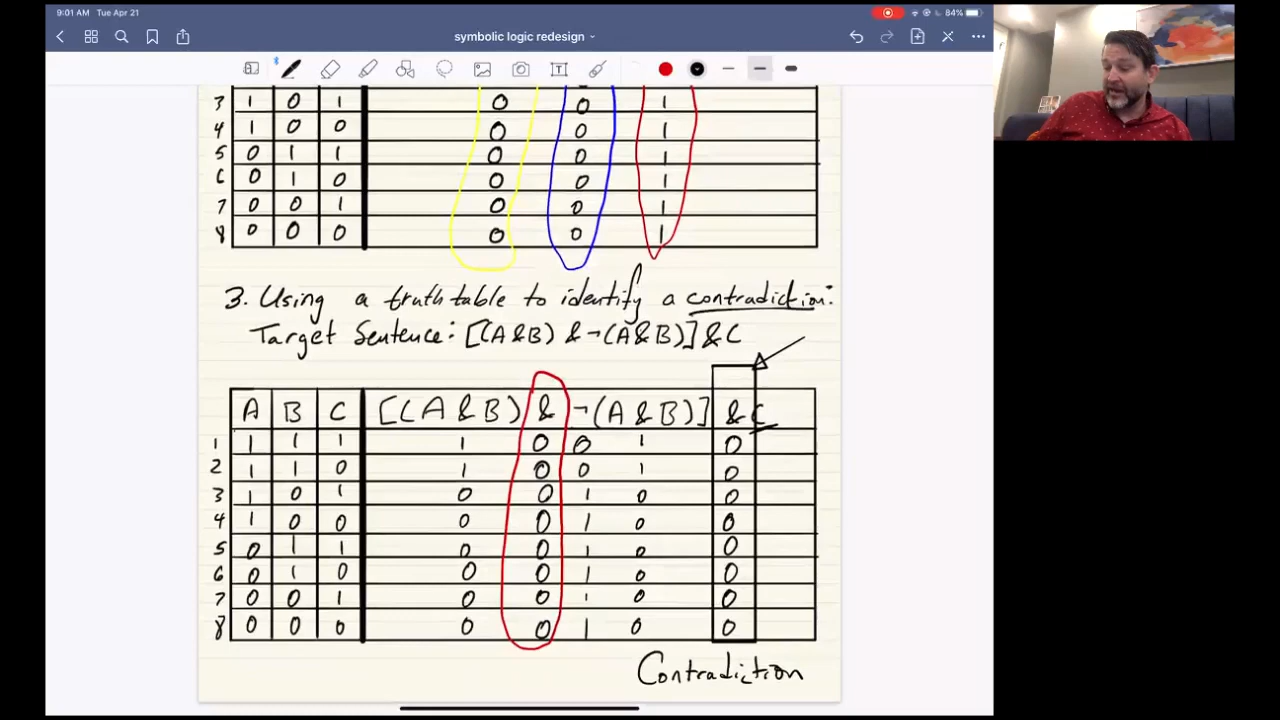 9:01 AM Tue Apr 21
84%
symbolic logic redesign
3 1 0 1 0 0 1
4 1 0 0 0 0 1
5 0 1 1 0 0 1
6 0 1 0 0 0 1
7 0 0 1 0 0 1
8 0 0 0 0 0 1
3. Using a truth table to identify a contradiction:
Target Sentence: [(A&B) & ¬(A&B)] & C
A B C [(A & B) & ¬(A & B)] & C
1 1 1 1 1 0 0 1 0
2 1 1 0 1 0 0 1 0
3 1 0 1 0 0 1 0 0
4 1 0 0 0 0 1 0 0
5 0 1 1 0 0 1 0 0
6 0 1 0 0 0 1 0 0
7 0 0 1 0 0 1 0 0
8 0 0 0 0 0 1 0 0
Contradiction